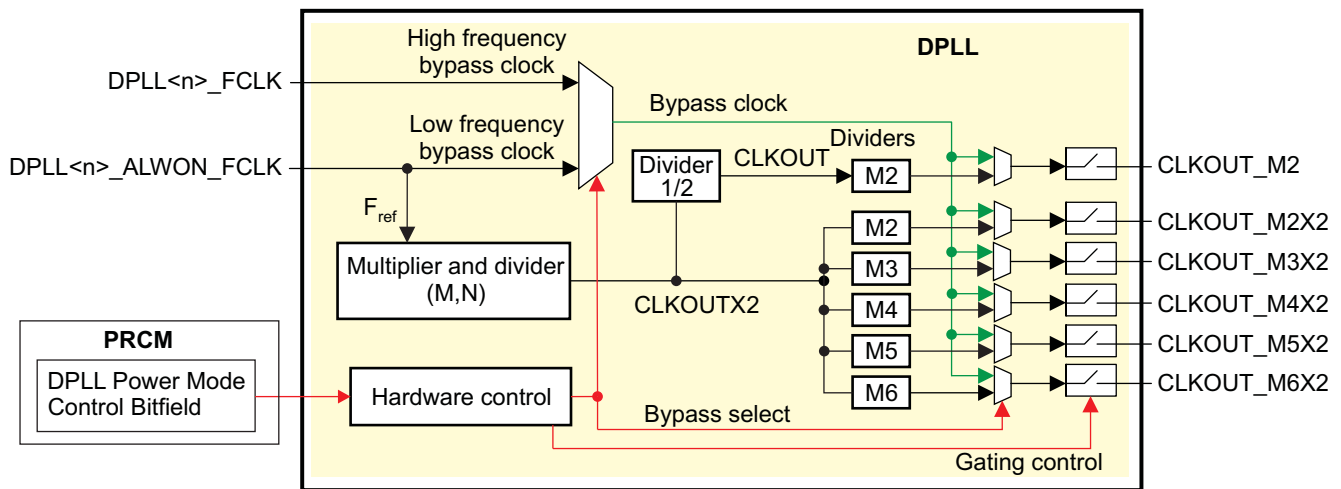 DPLL
High frequency
bypass clock
DPLL<n>_FCLK
Bypass clock
Low frequency
bypass clock
DPLL<n>_ALWON_FCLK
Dividers
Divider
1/2
CLKOUT
M2
CLKOUT_M2
F_ref
M2
CLKOUT_M2X2
Multiplier and divider
(M,N)
M3
CLKOUT_M3X2
CLKOUTX2
M4
CLKOUT_M4X2
PRCM
M5
CLKOUT_M5X2
DPLL Power Mode
Control Bitfield
Hardware control
M6
CLKOUT_M6X2
Bypass select
Gating control